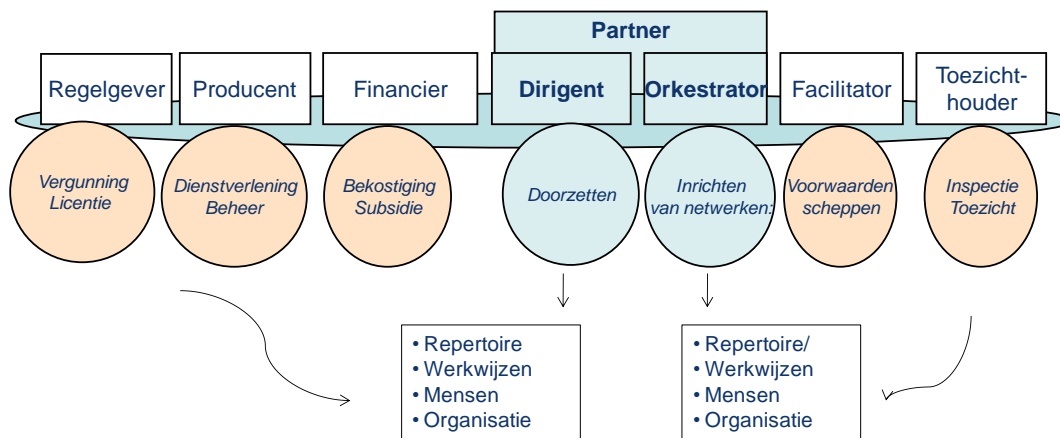 Partner
Regelgever
Producent
Financier
Dirigent
Orkestrator
Facilitator
Toezicht-
houder
Vergunning
Licentie
Dienstverlening
Beheer
Bekostiging
Subsidie
Doorzetten
Inrichten
van netwerken:
Voorwaarden
scheppen
Inspectie
Toezicht
• Repertoire
• Werkwijzen
• Mensen
• Organisatie
• Repertoire/
• Werkwijzen
• Mensen
• Organisatie